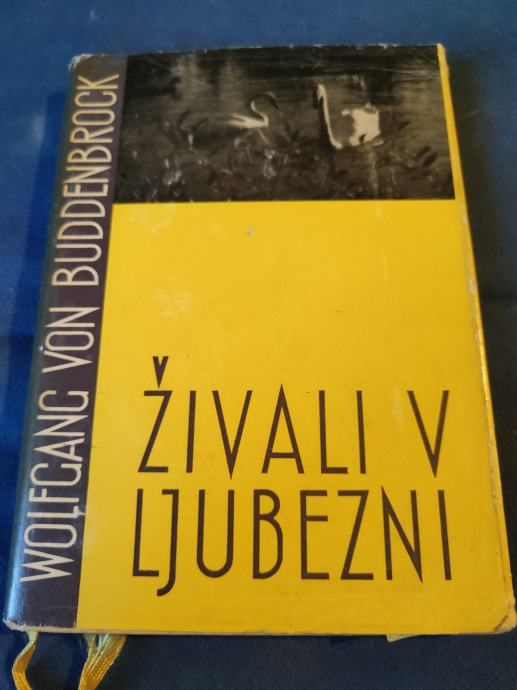 WOLFGANG VON BUDDENBROCK
ŽIVALI V
LJUBEZNI